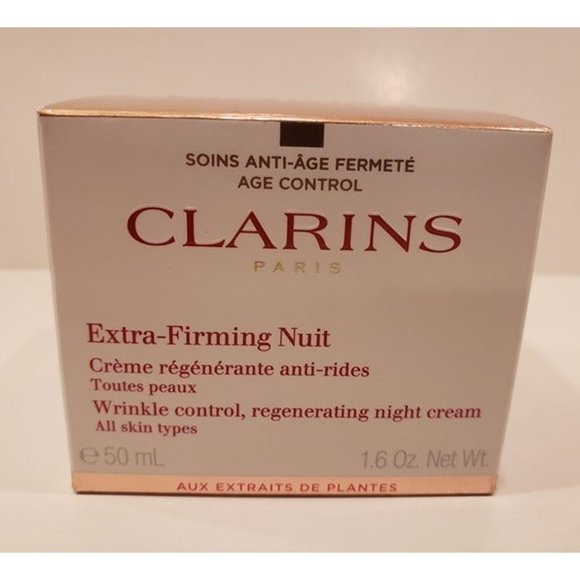 SOINS ANTI-ÂGE FERMETÉ
AGE CONTROL
CLARINS
PARIS
Extra-Firming Nuit
Crème régénérante anti-rides
Toutes peaux
Wrinkle control, regenerating night cream
All skin types
℮ 50 mL 1.6 Oz. Net Wt.
AUX EXTRAITS DE PLANTES